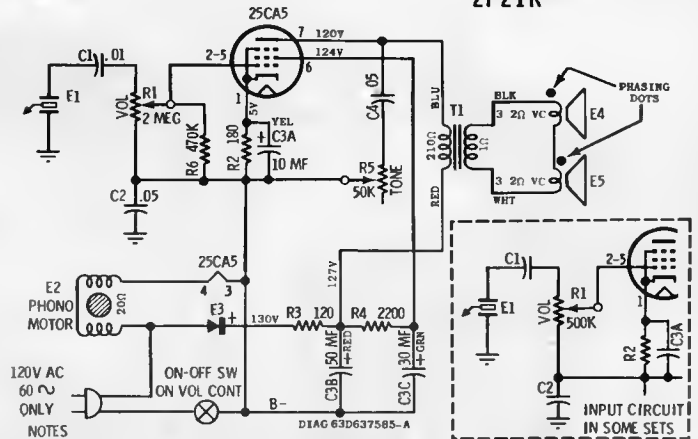 2P21R
25CA5
7
120V
124V
6
2-5
C1
.01
E1
R1
VOL
2 MEG
R6 470K
1
5V
YEL
+
C3A
10 MF
R2 180
C4 .05
R5
50K
TONE
BLU
T1
210Ω
1Ω
RED
BLK
3.2Ω VC
E4
PHASING
DOTS
3.2Ω VC
E5
WHT
C2
.05
25CA5
4
3
E2
PHONO
MOTOR
20Ω
E3
+
130V
R3 120
127V
R4 2200
C3B
50 MF
+RED
C3C
30 MF
+GRN
120V AC
60 ~
ONLY
ON-OFF SW
ON VOL CONT
B-
DIAG 63D637585-A
NOTES
C1
E1
2-5
R1
VOL
500K
1
R2
C3A
C2
INPUT CIRCUIT
IN SOME SETS